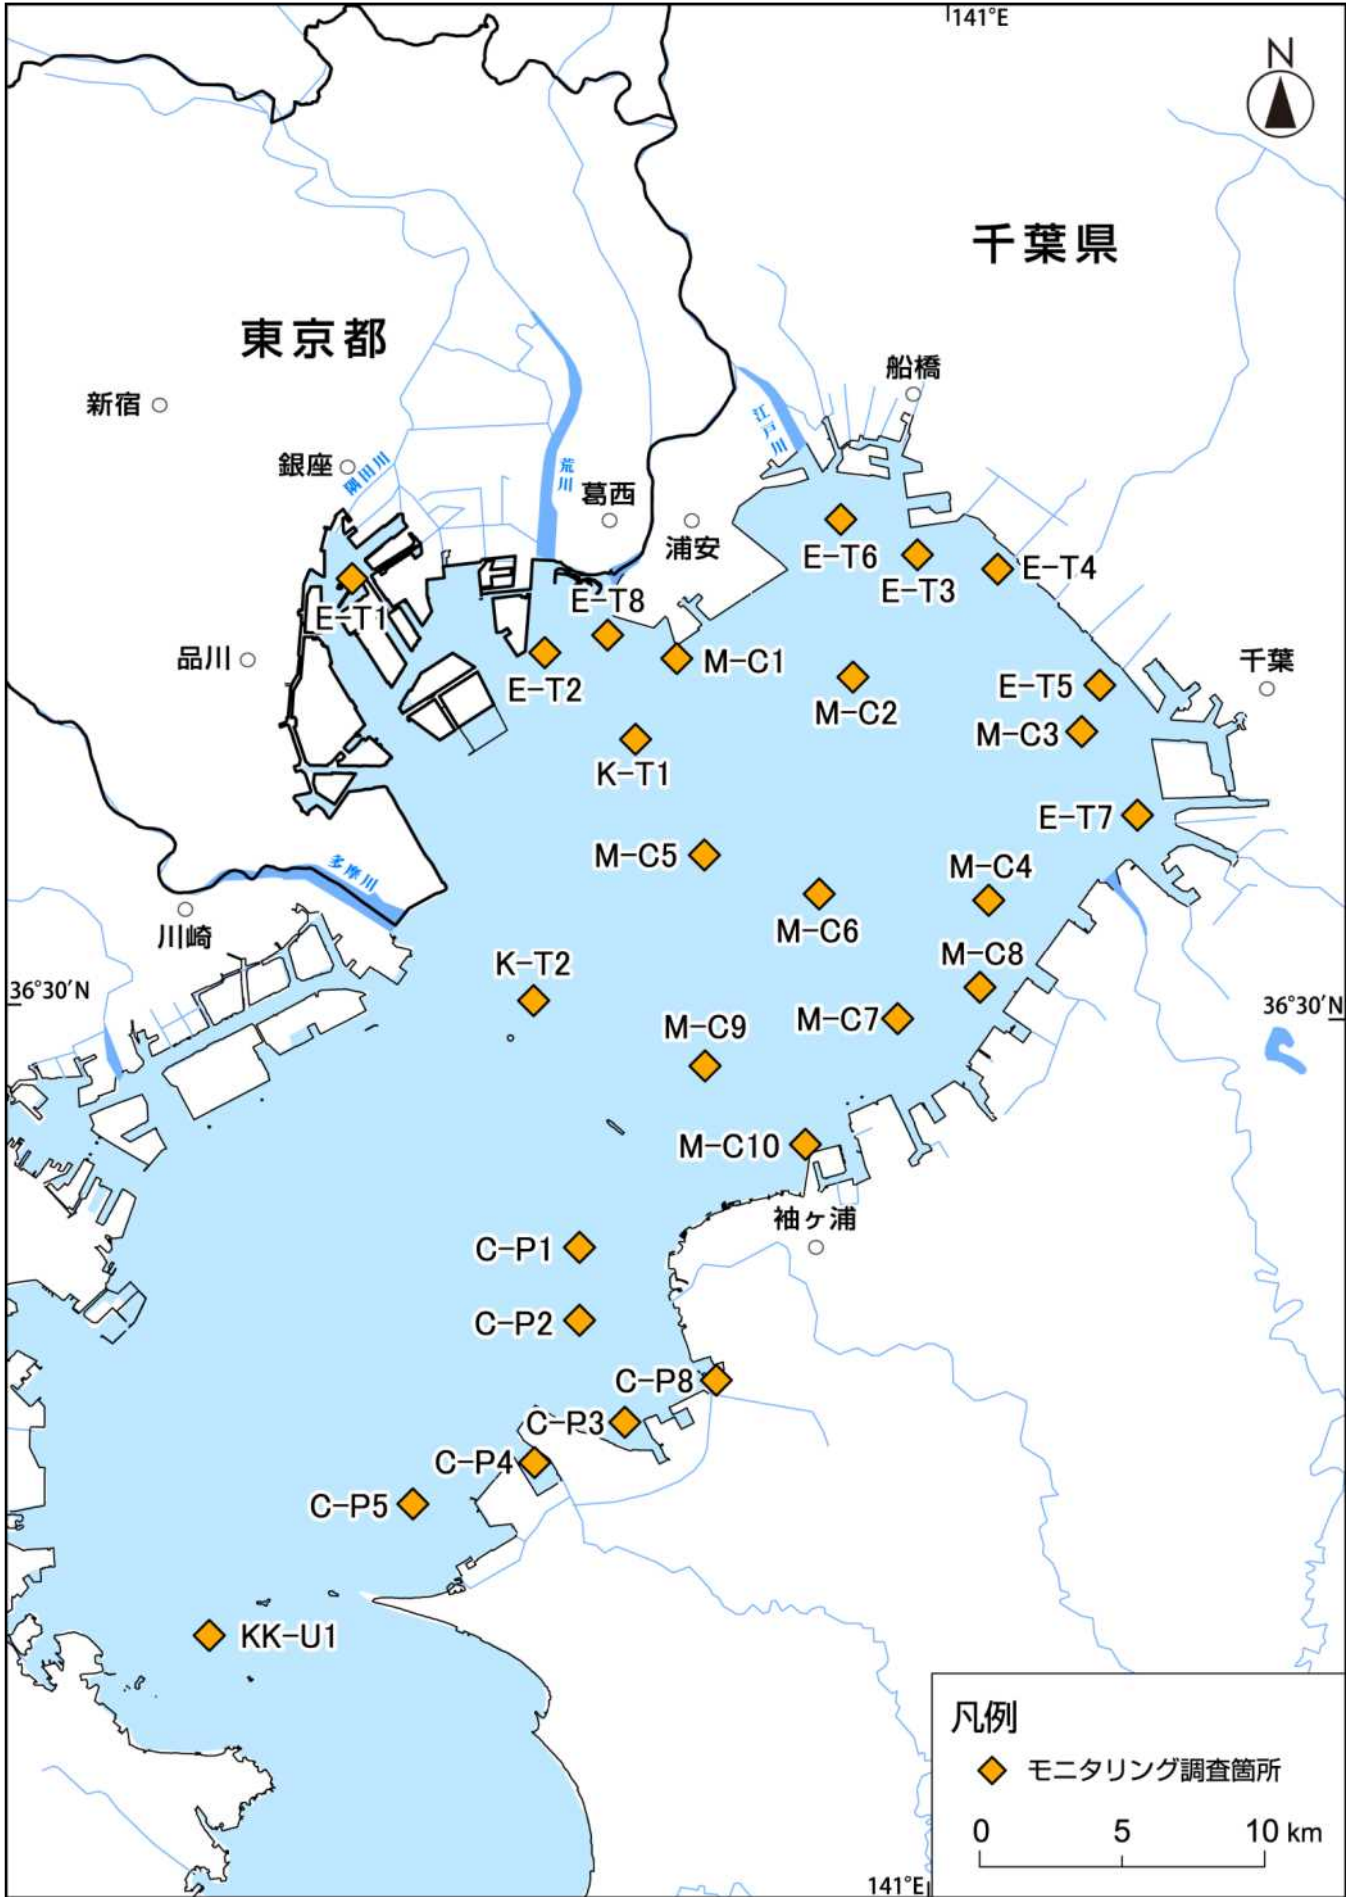 141°E
N
千葉県
東京都
船橋
新宿
江戸川
銀座
隅田川
荒川
葛西
浦安
E-T6
E-T3
E-T4
E-T1
E-T8
品川
E-T2
M-C1
M-C2
E-T5
千葉
M-C3
K-T1
E-T7
M-C5
M-C4
多摩川
川崎
M-C6
M-C8
K-T2
36°30′N
36°30′N
M-C7
M-C9
M-C10
袖ヶ浦
C-P1
C-P2
C-P8
C-P3
C-P4
C-P5
KK-U1
凡例
モニタリング調査箇所
0 5 10 km
141°E